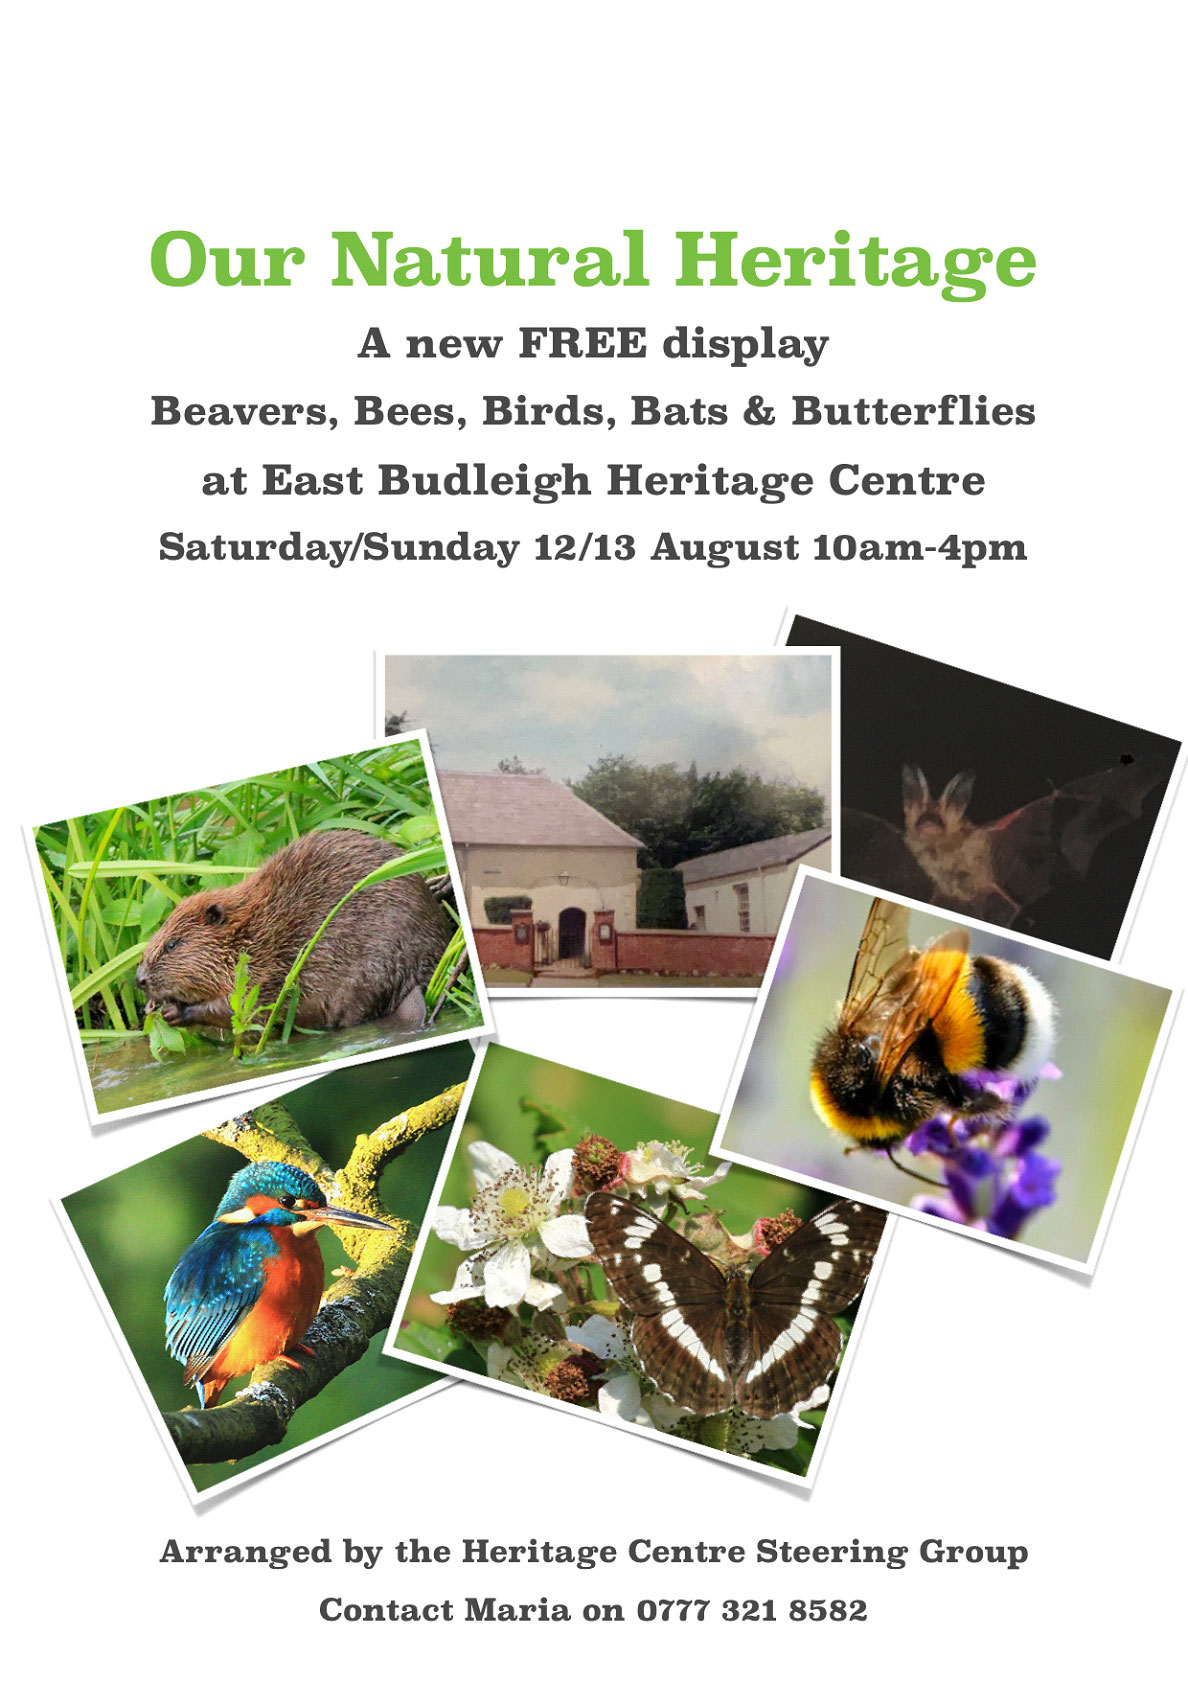 Our Natural Heritage
A new FREE display
Beavers, Bees, Birds, Bats & Butterflies
at East Budleigh Heritage Centre
Saturday/Sunday 12/13 August 10am-4pm
Arranged by the Heritage Centre Steering Group
Contact Maria on 0777 321 8582